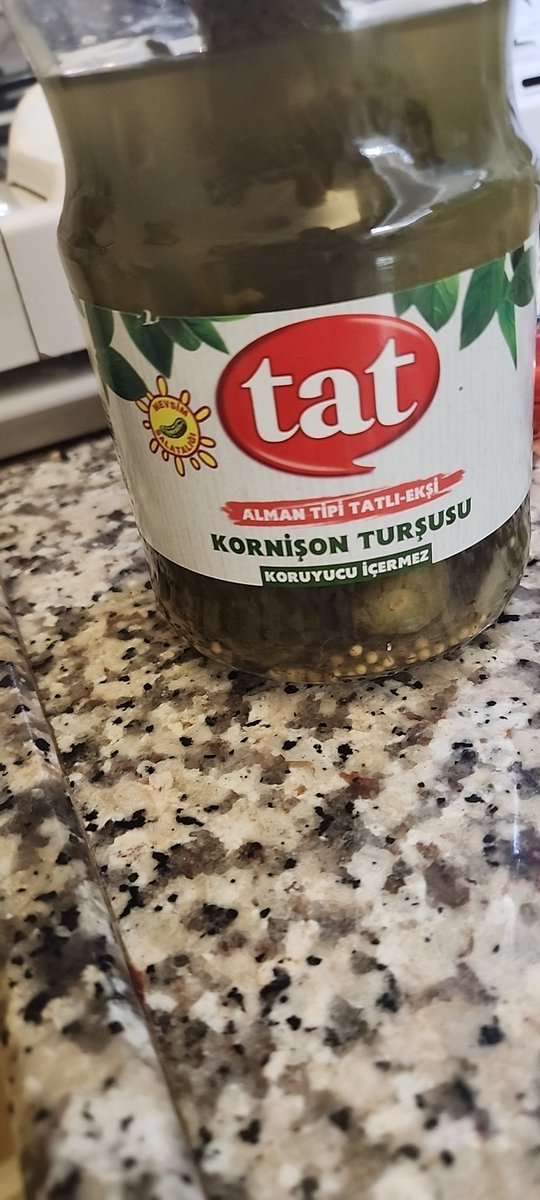 tat
MEVSİM
SALATALIĞI
ALMAN TİPİ TATLI-EKŞİ
KORNİŞON TURŞUSU
KORUYUCU İÇERMEZ